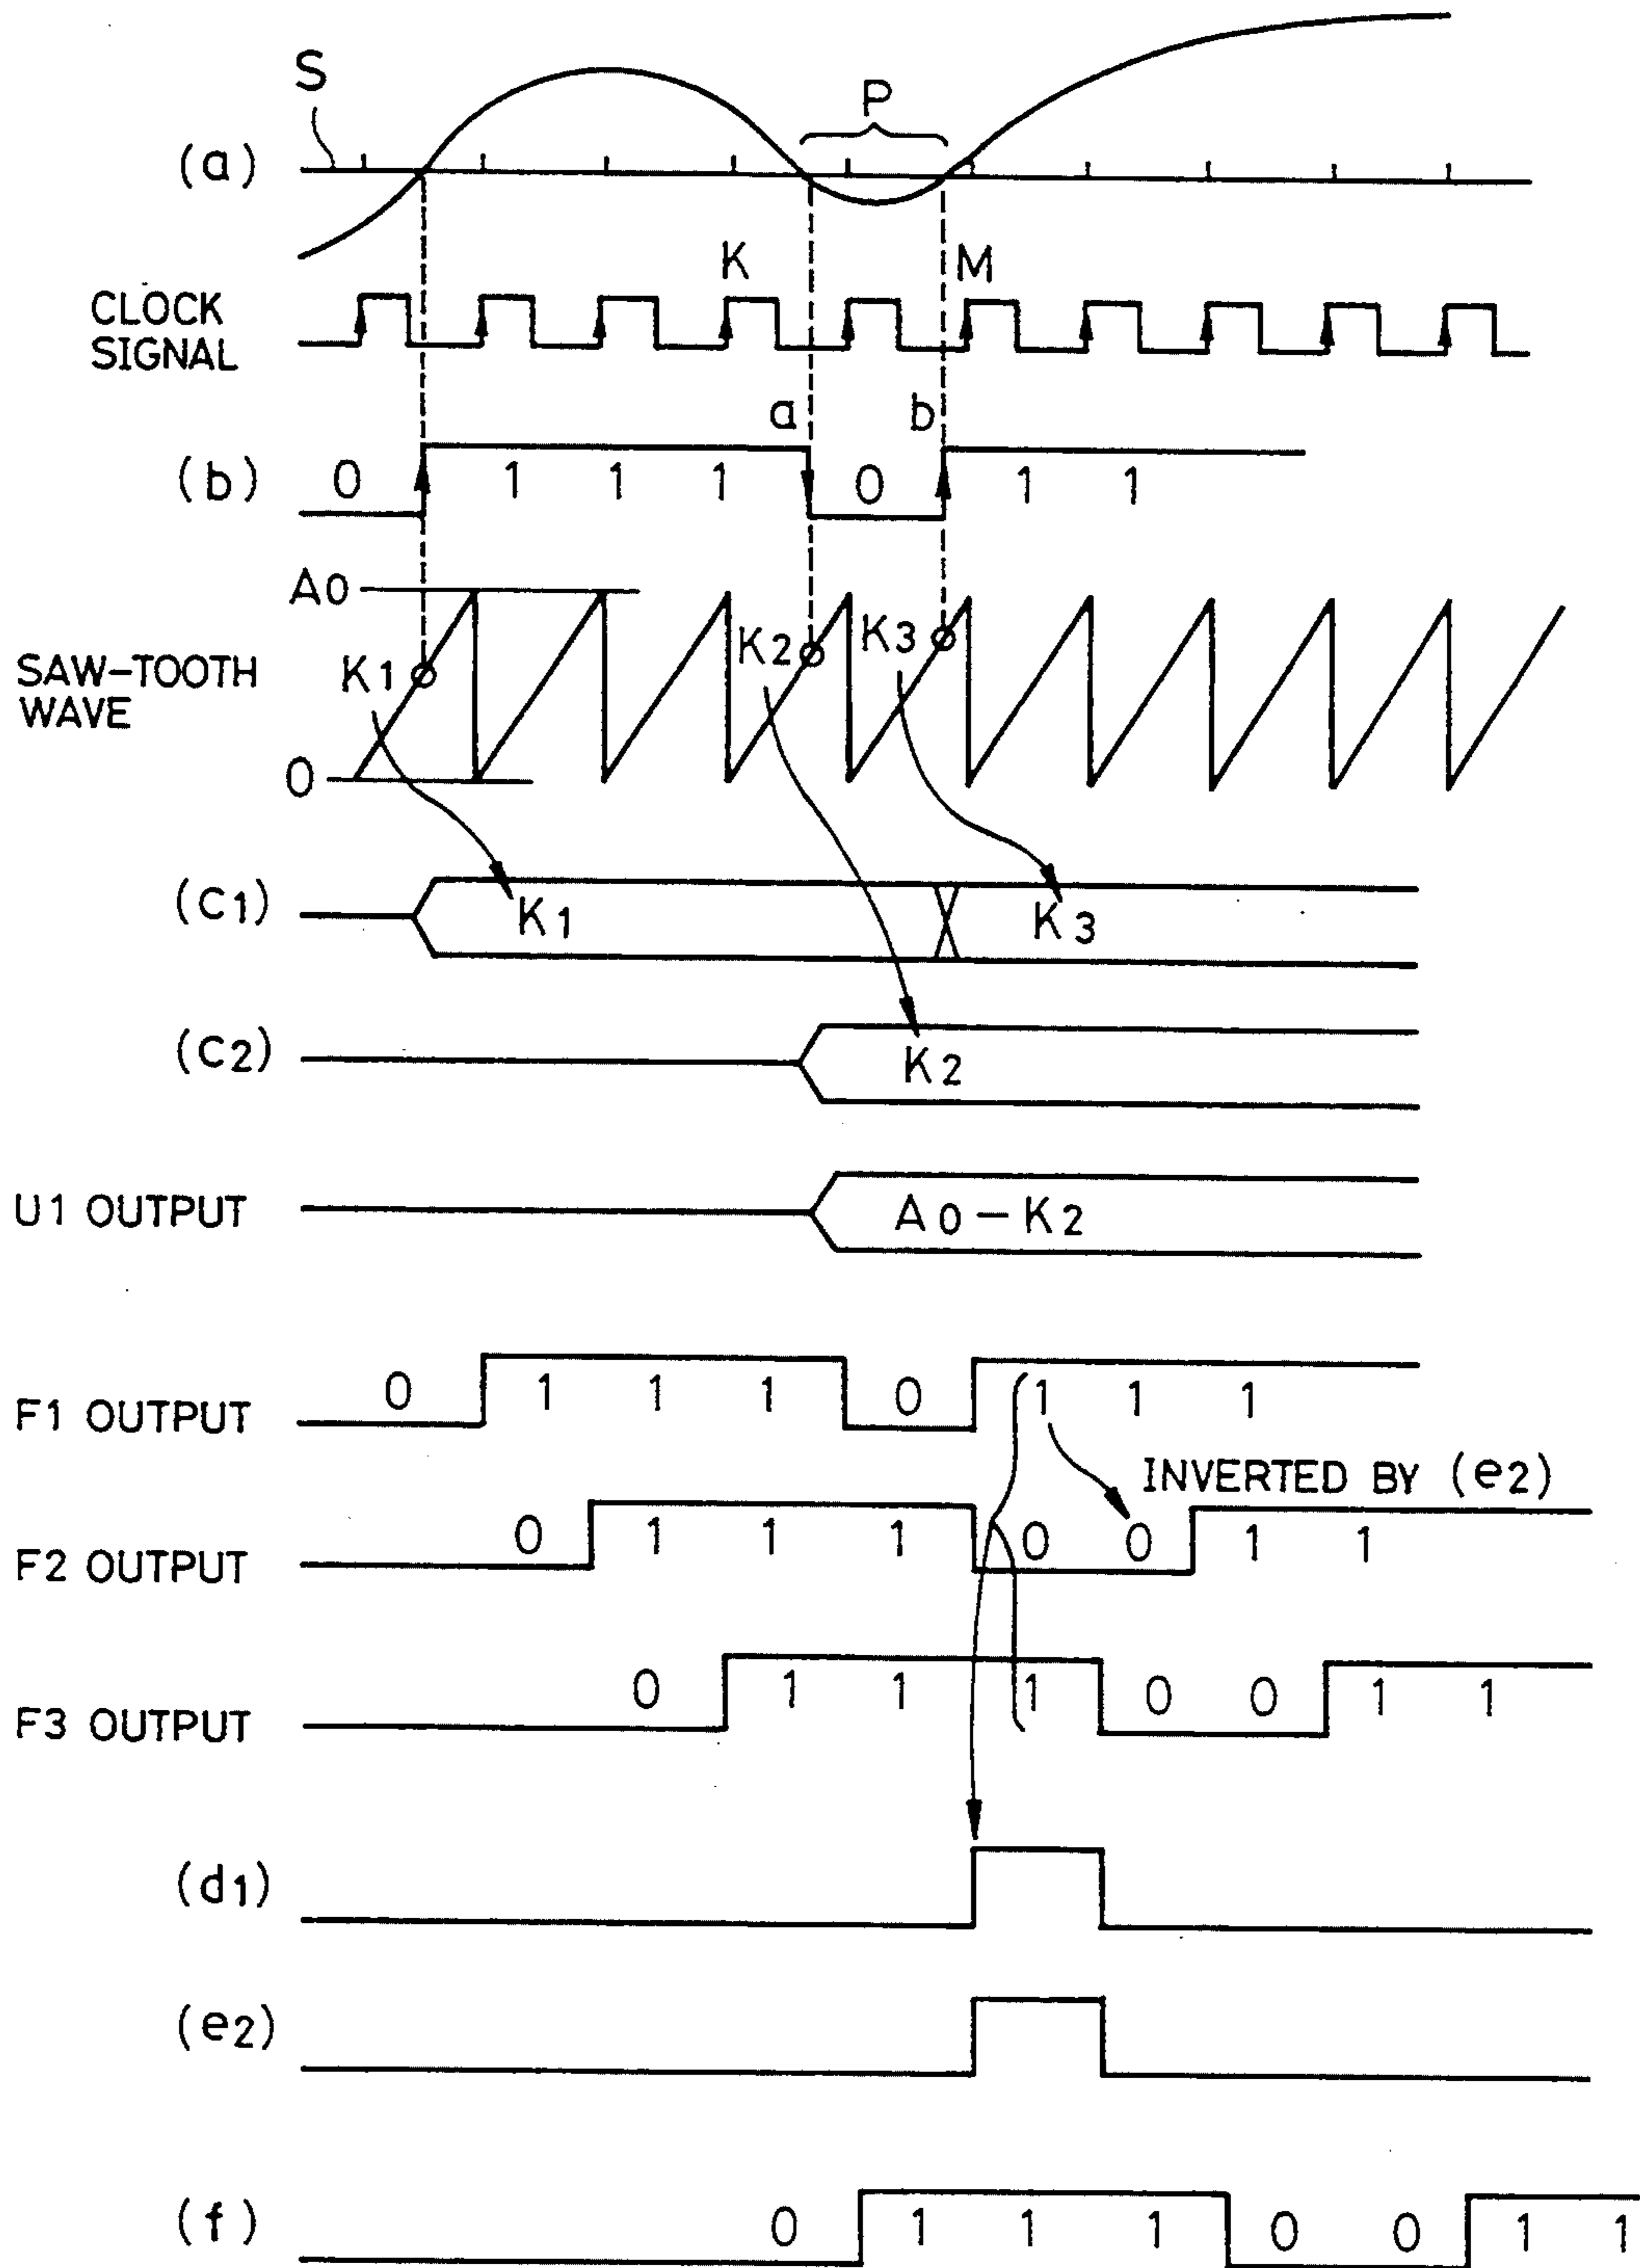 S
P
(a)
K
M
CLOCK
SIGNAL
a
b
(b)
0 1 1 1 0 1 1
A0
K1
K2
K3
SAW-TOOTH
WAVE
0
(C1)
K1
K3
(C2)
K2
U1 OUTPUT
A0-K2
F1 OUTPUT
0 1 1 1 0 1 1 1
INVERTED BY (e2)
F2 OUTPUT
0 1 1 1 0 0 1 1
F3 OUTPUT
0 1 1 1 0 0 1 1
(d1)
(e2)
(f)
0 1 1 1 0 0 1 1